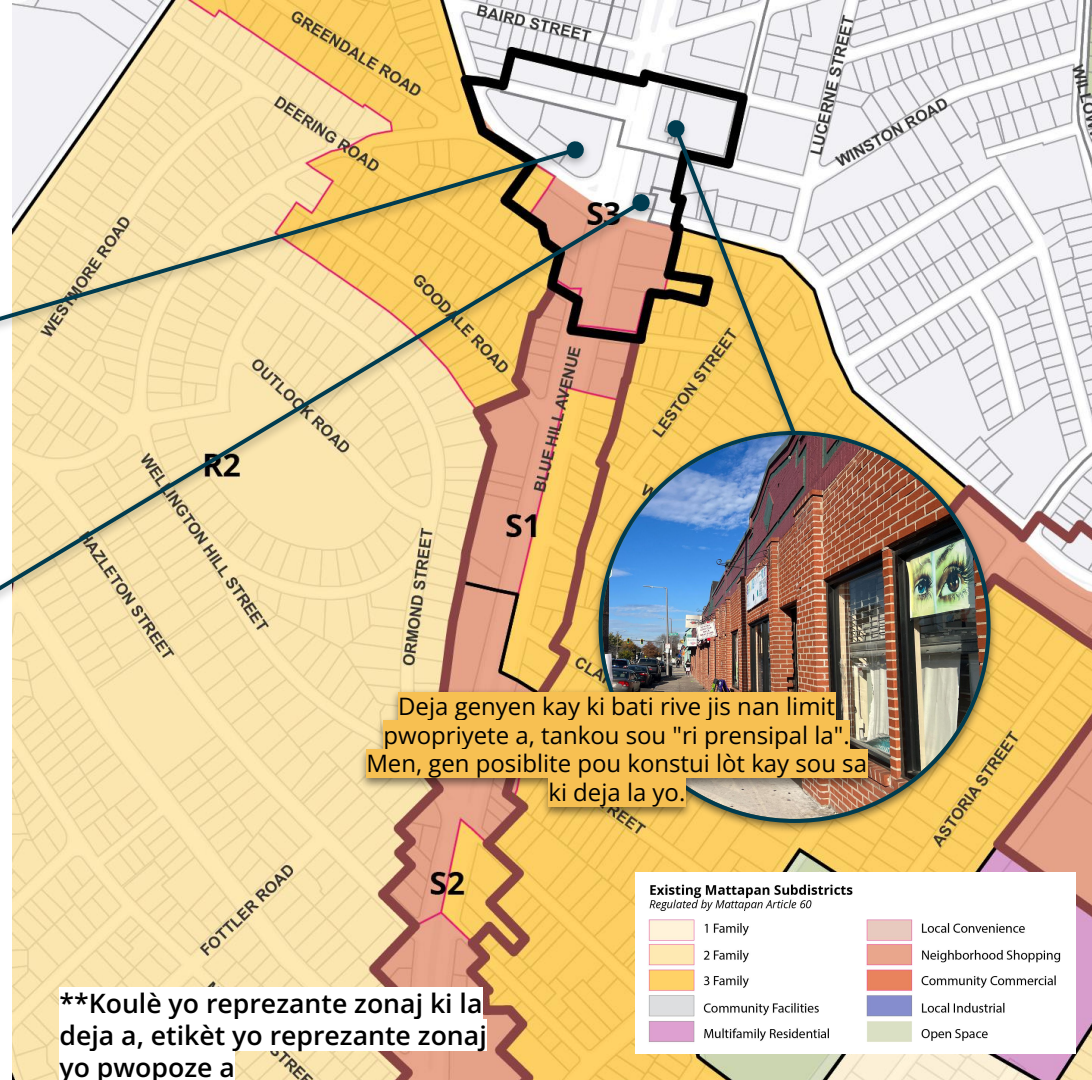 BAIRD STREET
GREENDALE ROAD
DEERING ROAD
LUCERNE STREET
WINSTON ROAD
S3
WESTMORE ROAD
GOODALE ROAD
OUTLOOK ROAD
BLUE HILL AVENUE
LESTON STREET
R2
WELLINGTON HILL STREET
S1
HAZLETON STREET
ORMOND STREET
Deja genyen kay ki bati rive jis nan limit
pwopriyete a, tankou sou "ri prensipal la".
Men, gen posiblite pou konstui lòt kay sou sa
ki deja la yo.
ASTORIA STREET
S2
FOTTLER ROAD
Existing Mattapan Subdistricts
Regulated by Mattapan Article 60
1 Family
2 Family
3 Family
Community Facilities
Multifamily Residential
Local Convenience
Neighborhood Shopping
Community Commercial
Local Industrial
Open Space
**Koulè yo reprezante zonaj ki la
deja a, etikèt yo reprezante zonaj
yo pwopoze a